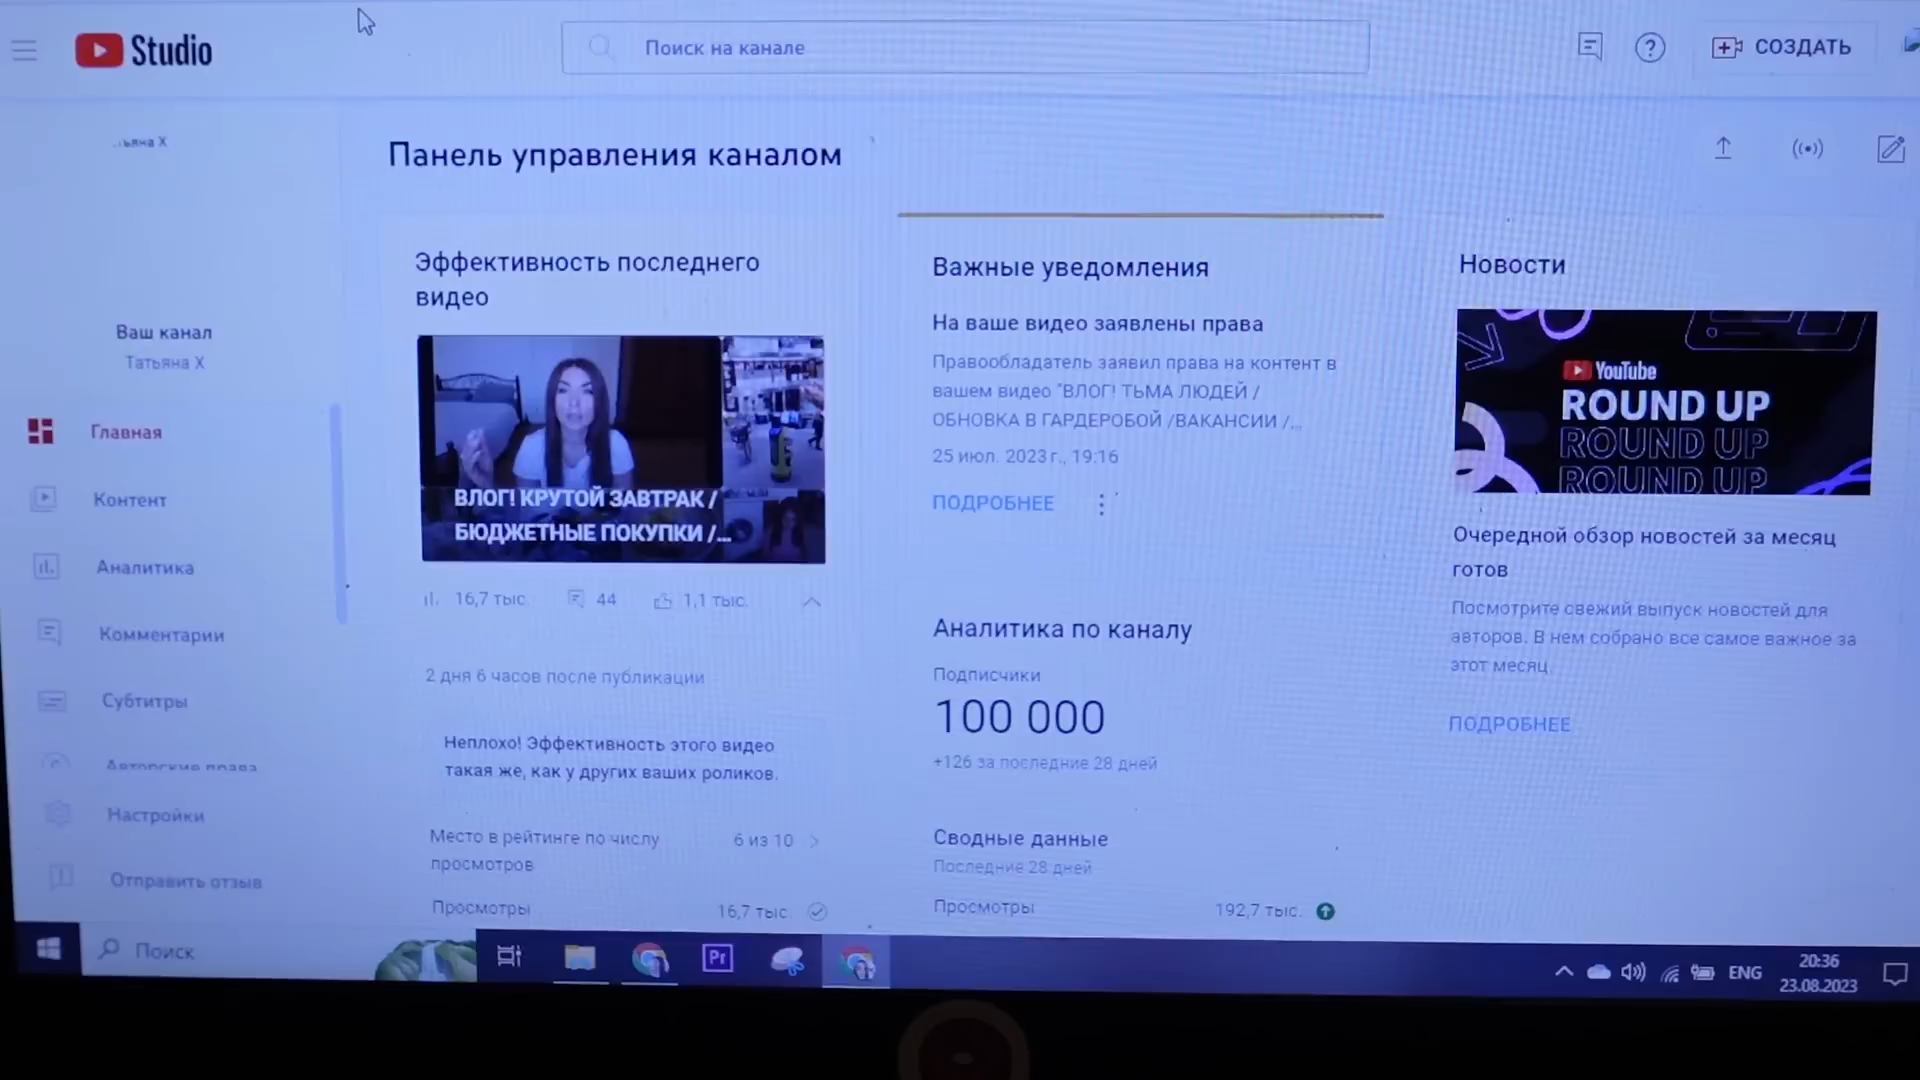 Studio
Поиск на канале
СОЗДАТЬ
Панель управления каналом
Ваш канал
Татьяна Х
Главная
Контент
Аналитика
Комментарии
Субтитры
Авторские права
Настройки
Отправить отзыв
Эффективность последнего
видео
ВЛОГ! КРУТОЙ ЗАВТРАК /
БЮДЖЕТНЫЕ ПОКУПКИ /...
16,7 тыс. 44 1,1 тыс.
2 дня 6 часов после публикации
Неплохо! Эффективность этого видео
такая же, как у других ваших роликов.
Место в рейтинге по числу
просмотров
6 из 10
Просмотры 16,7 тыс.
Важные уведомления
На ваше видео заявлены права
Правообладатель заявил права на контент в
вашем видео "ВЛОГ! ТЬМА ЛЮДЕЙ /
ОБНОВКА В ГАРДЕРОБОЙ /ВАКАНСИИ /...
25 июл. 2023 г., 19:16
ПОДРОБНЕЕ
Аналитика по каналу
Подписчики
100 000
+126 за последние 28 дней
Сводные данные
Последние 28 дней
Просмотры 192,7 тыс.
Новости
YouTube
ROUND UP
ROUND UP
ROUND UP
Очередной обзор новостей за месяц
готов
Посмотрите свежий выпуск новостей для
авторов. В нем собрано все самое важное за
этот месяц.
ПОДРОБНЕЕ
Поиск
Pr
ENG
20:36
23.08.2023